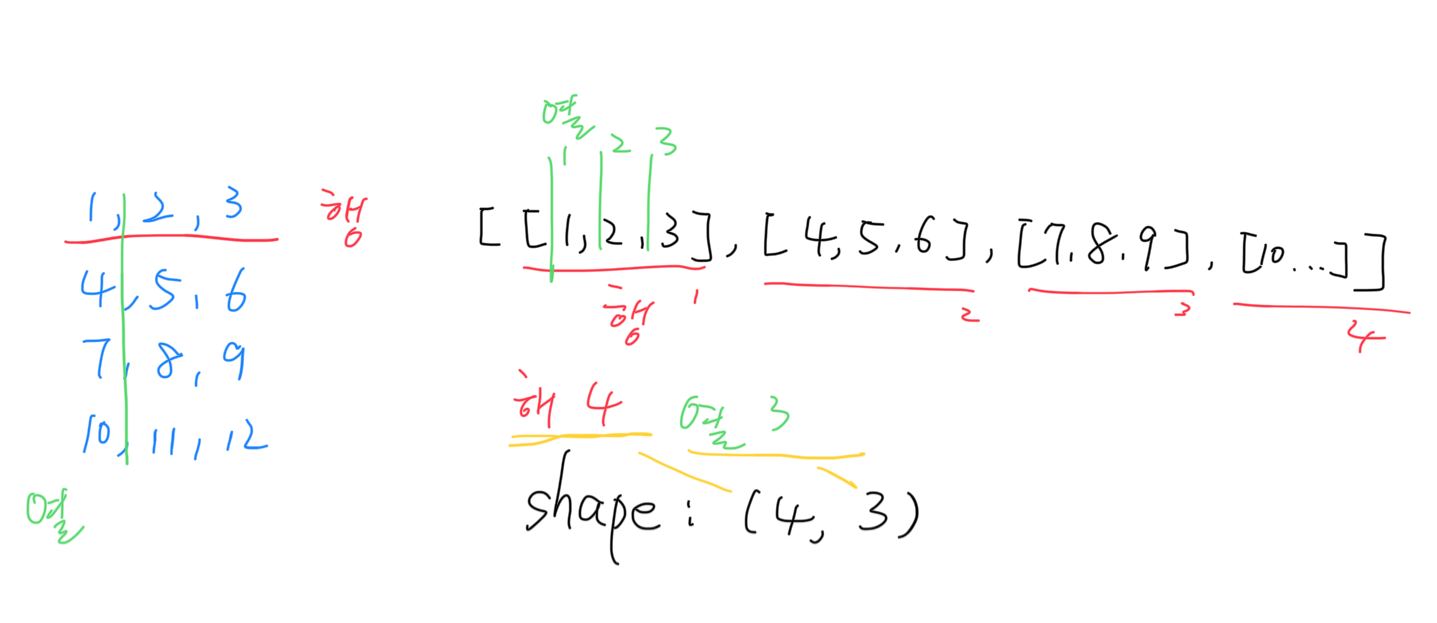 1, 2, 3 행
4, 5, 6
7, 8, 9
10, 11, 12
열
열
1 2 3
[ [ 1, 2, 3 ], [ 4, 5, 6 ], [ 7, 8, 9 ], [ 10 ... ] ]
행 1 2 3 4
해 4 열 3
shape : (4, 3)